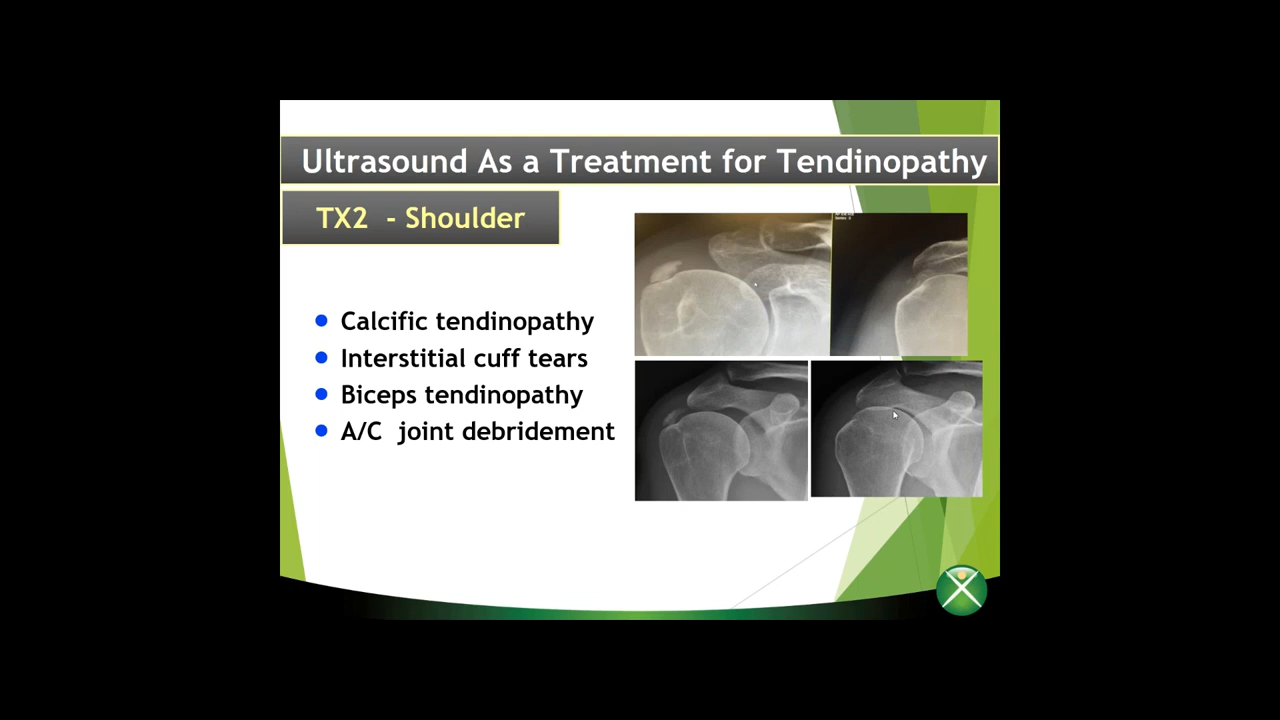 Ultrasound As a Treatment for Tendinopathy
TX2 - Shoulder
Calcific tendinopathy
Interstitial cuff tears
Biceps tendinopathy
A/C joint debridement